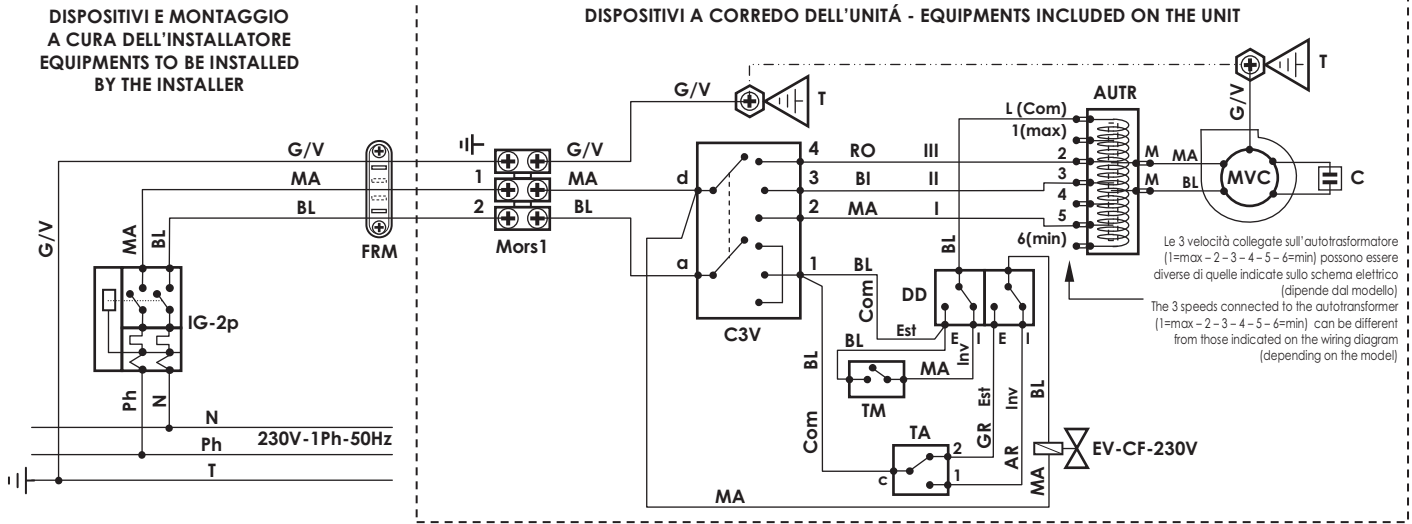 DISPOSITIVI E MONTAGGIO
A CURA DELL'INSTALLATORE
EQUIPMENTS TO BE INSTALLED
BY THE INSTALLER
DISPOSITIVI A CORREDO DELL'UNITÁ - EQUIPMENTS INCLUDED ON THE UNIT
G/V
MA
BL
FRM
G/V
MA
BL
IG-2p
Ph
N
N
230V-1Ph-50Hz
Ph
T
1
2
Mors1
G/V
G/V
MA
BL
T
T
G/V
d
a
C3V
4
RO
III
3
BI
II
2
MA
I
1
BL
Com
BL
Com
AUTR
L (Com)
1(max)
2
3
4
5
6(min)
M
MA
M
BL
MVC
C
BL
DD
Est
E
I
E
I
BL
Inv
MA
TM
TA
2
1
c
GR
Est
AR
Inv
BL
MA
EV-CF-230V
MA
Le 3 velocità collegate sull'autotrasformatore
(1=max – 2 – 3 – 4 – 5 – 6=min) possono essere
diverse di quelle indicate sullo schema elettrico
(dipende dal modello)
The 3 speeds connected to the autotransformer
(1=max – 2 – 3 – 4 – 5 – 6=min) can be different
from those indicated on the wiring diagram
(depending on the model)